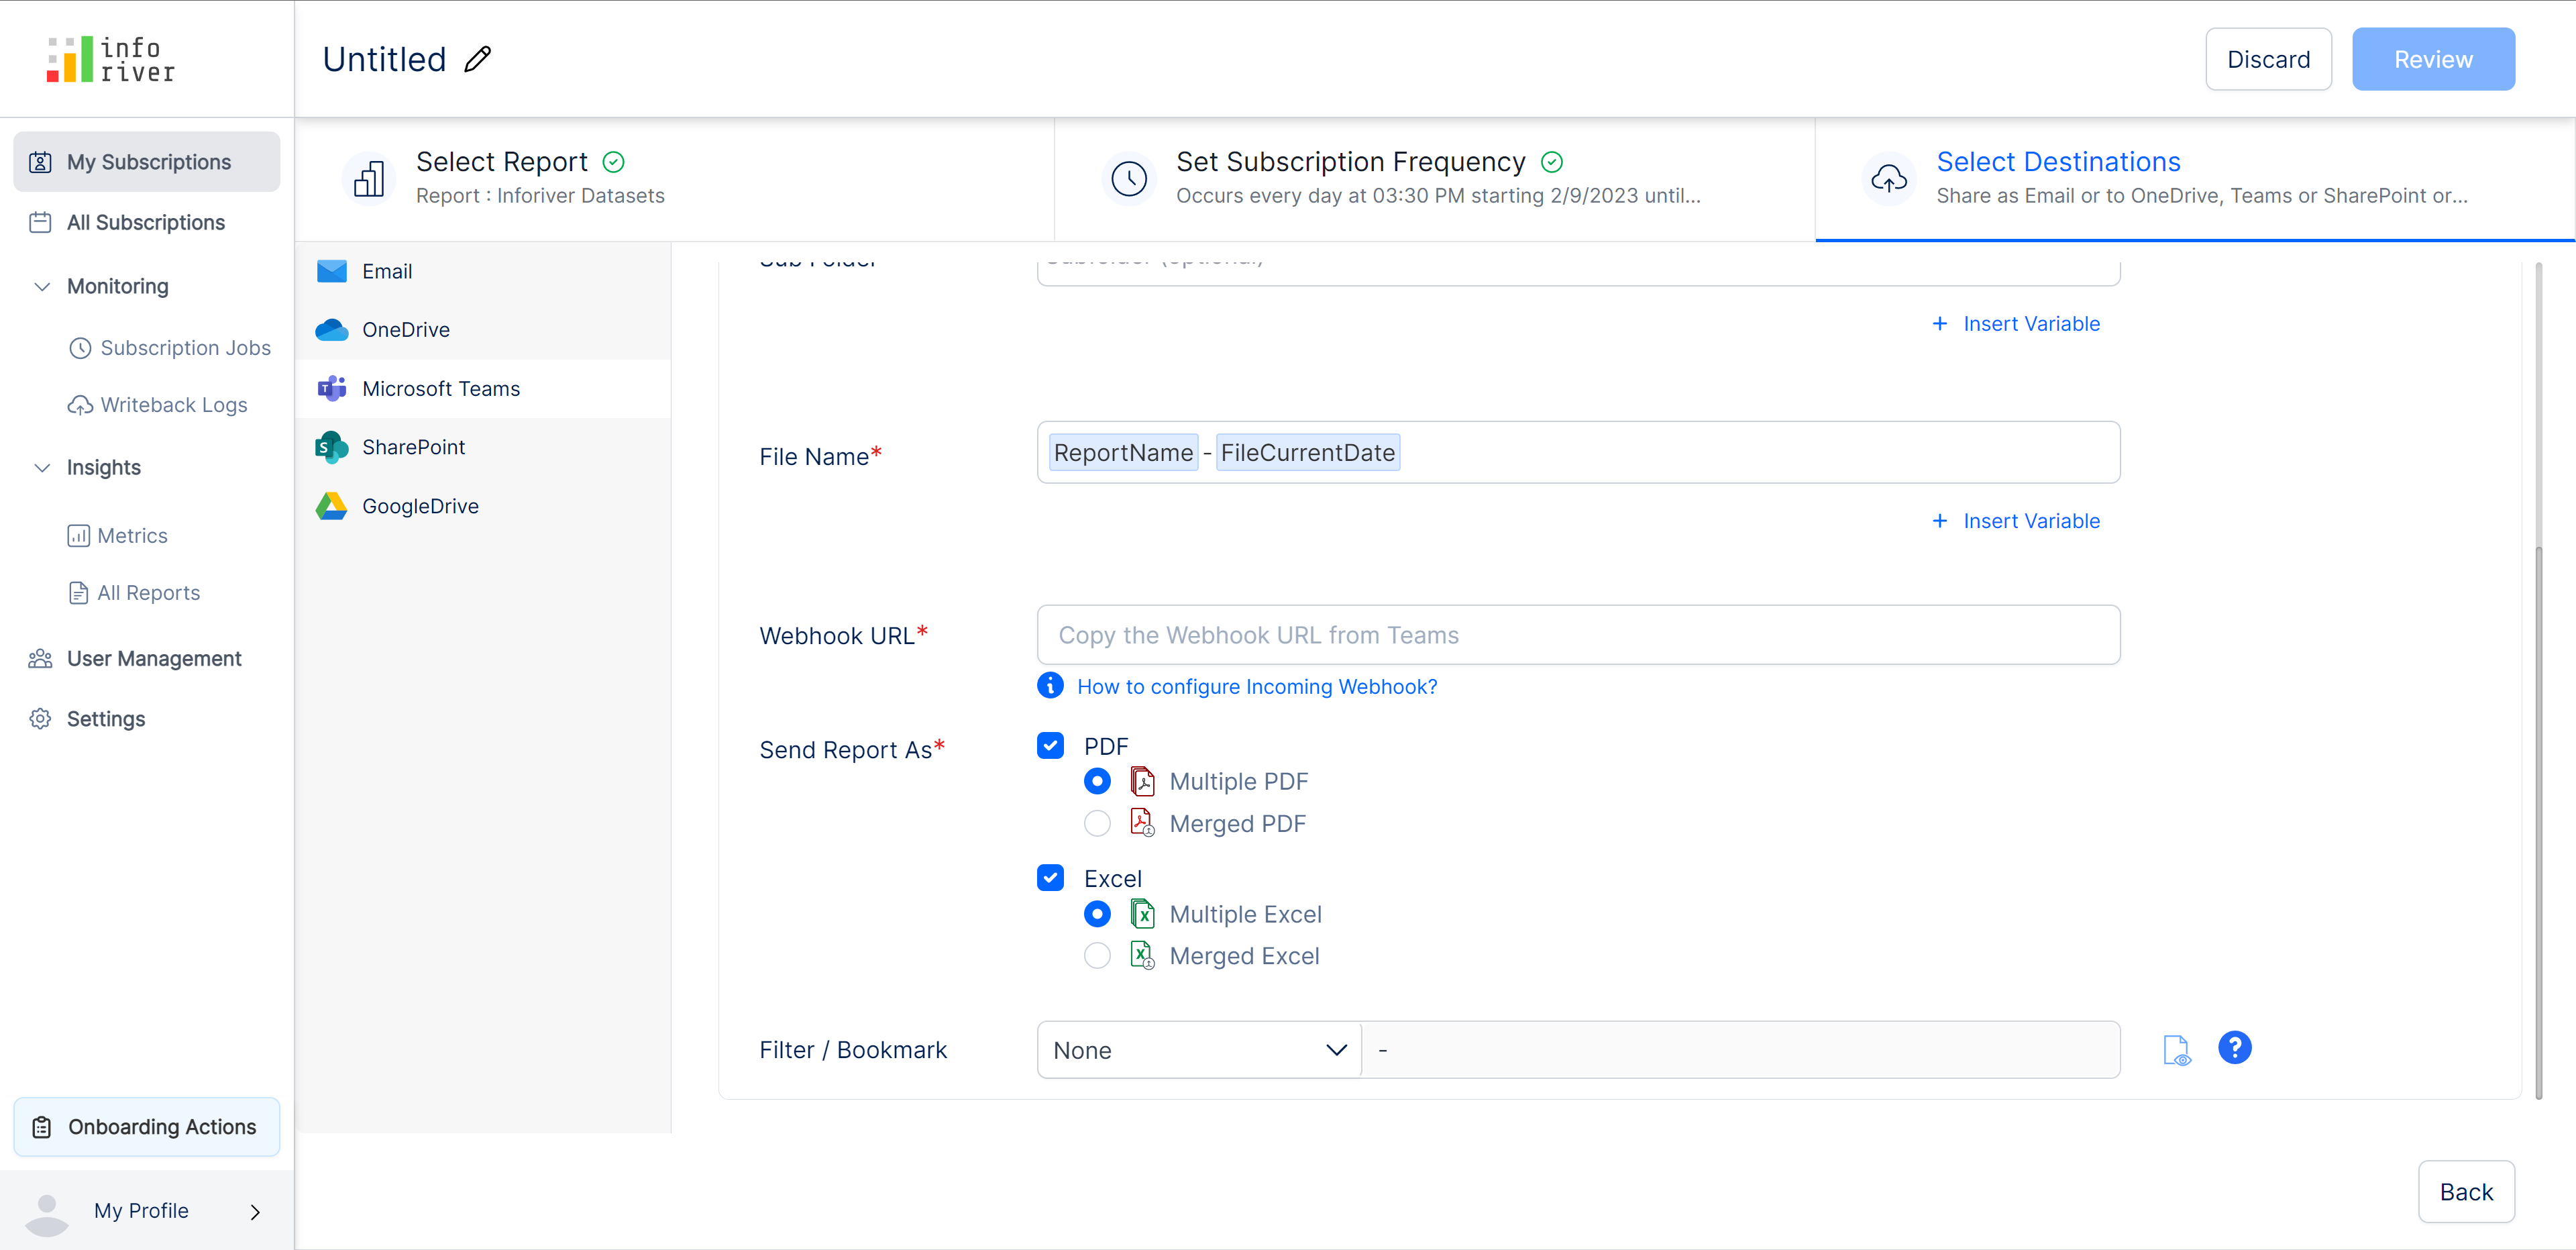 info
river
Untitled
Discard
Review
My Subscriptions
All Subscriptions
Monitoring
Subscription Jobs
Writeback Logs
Insights
Metrics
All Reports
User Management
Settings
Onboarding Actions
My Profile
Select Report
Report : Inforiver Datasets
Set Subscription Frequency
Occurs every day at 03:30 PM starting 2/9/2023 until...
Select Destinations
Share as Email or to OneDrive, Teams or SharePoint or...
Email
OneDrive
Microsoft Teams
SharePoint
GoogleDrive
Sub Folder
Subfolder (optional)
+ Insert Variable
File Name*
ReportName - FileCurrentDate
+ Insert Variable
Webhook URL*
Copy the Webhook URL from Teams
How to configure Incoming Webhook?
Send Report As*
PDF
Multiple PDF
Merged PDF
Excel
Multiple Excel
Merged Excel
Filter / Bookmark
None
-
Back